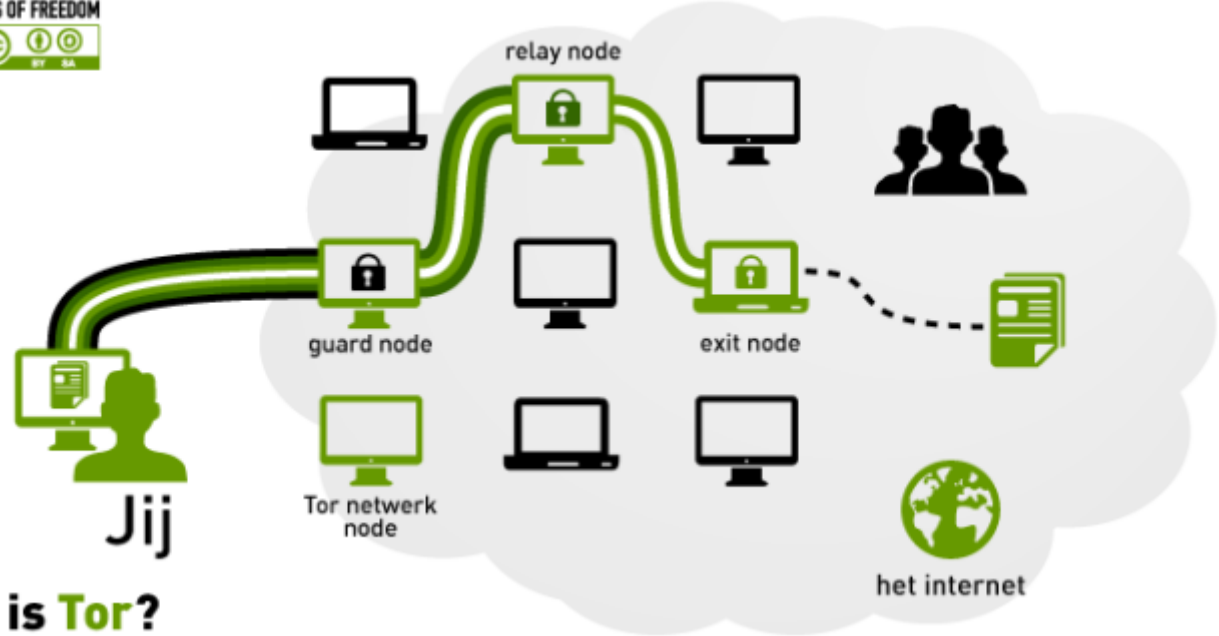 OF FREEDOM
BY SA
relay node
guard node
exit node
Tor netwerk
node
Jij
het internet
is Tor?